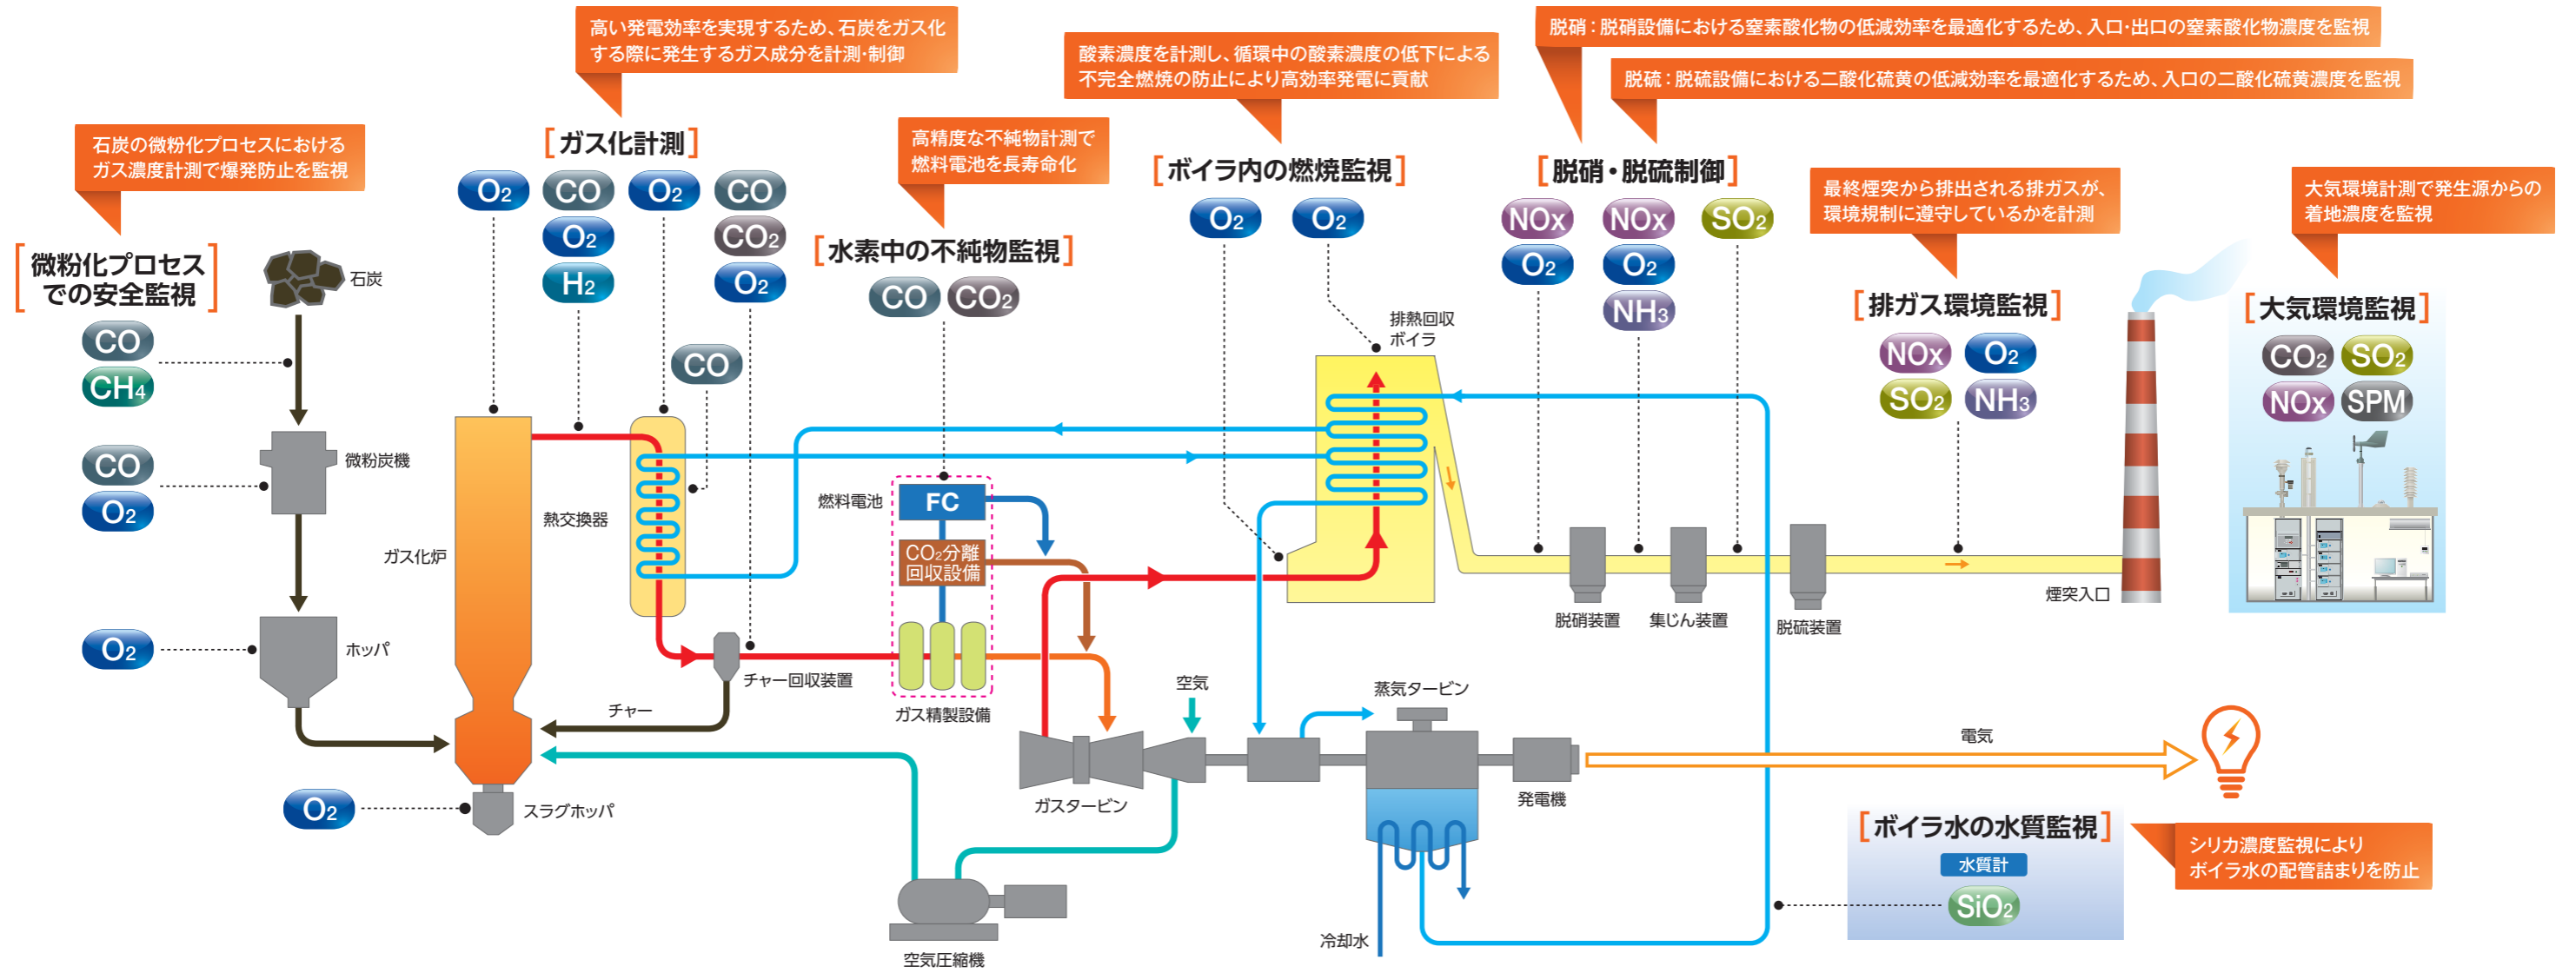 高い発電効率を実現するため、石炭をガス化
する際に発生するガス成分を計測・制御
酸素濃度を計測し、循環中の酸素濃度の低下による
不完全燃焼の防止により高効率発電に貢献
脱硝：脱硝設備における窒素酸化物の低減効率を最適化するため、入口・出口の窒素酸化物濃度を監視
脱硫：脱硫設備における二酸化硫黄の低減効率を最適化するため、入口の二酸化硫黄濃度を監視
石炭の微粉化プロセスにおける
ガス濃度計測で爆発防止を監視
高精度な不純物計測で
燃料電池を長寿命化
最終煙突から排出される排ガスが、
環境規制に遵守しているかを計測
大気環境計測で発生源からの
着地濃度を監視
[微粉化プロセス
での安全監視]
CO
CH4
CO
O2
O2
石炭
微粉炭機
ホッパ
[ガス化計測]
O2
CO
O2
H2
O2
CO
CO2
O2
CO
ガス化炉
熱交換器
チャー回収装置
チャー
O2
スラグホッパ
[水素中の不純物監視]
CO
CO2
燃料電池
FC
CO2分離
回収設備
ガス精製設備
[ボイラ内の燃焼監視]
O2
O2
排熱回収
ボイラ
[脱硝・脱硫制御]
NOx
O2
NOx
O2
NH3
SO2
脱硝装置
集じん装置
脱硫装置
[排ガス環境監視]
NOx
O2
SO2
NH3
煙突入口
[大気環境監視]
CO2
SO2
NOx
SPM
空気
ガスタービン
蒸気タービン
発電機
電気
空気圧縮機
冷却水
[ボイラ水の水質監視]
水質計
SiO2
シリカ濃度監視により
ボイラ水の配管詰まりを防止